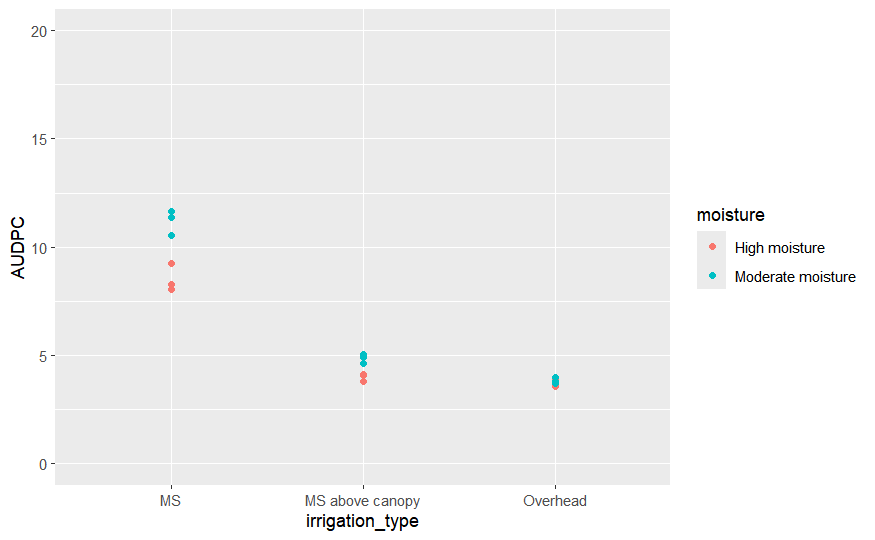 20
15
10
5
0
AUDPC
MS
MS above canopy
Overhead
irrigation_type
moisture
High moisture
Moderate moisture